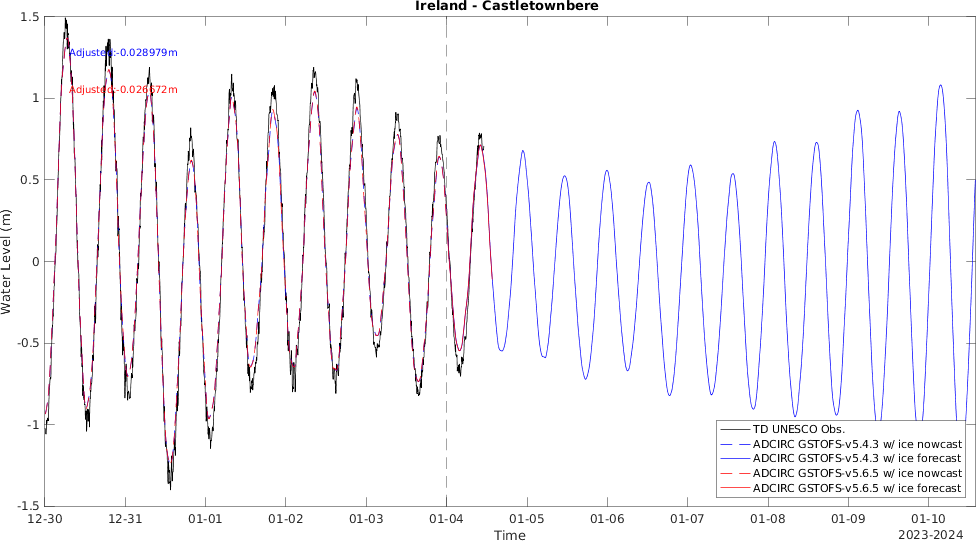 Ireland - Castletownbere
1.5
1
0.5
0
-0.5
-1
-1.5
Water Level (m)
Adjusted:-0.028979m
Adjusted:-0.026672m
TD UNESCO Obs.
ADCIRC GSTOFS-v5.4.3 w/ ice nowcast
ADCIRC GSTOFS-v5.4.3 w/ ice forecast
ADCIRC GSTOFS-v5.6.5 w/ ice nowcast
ADCIRC GSTOFS-v5.6.5 w/ ice forecast
12-30 12-31 01-01 01-02 01-03 01-04 01-05 01-06 01-07 01-08 01-09 01-10
Time
2023-2024